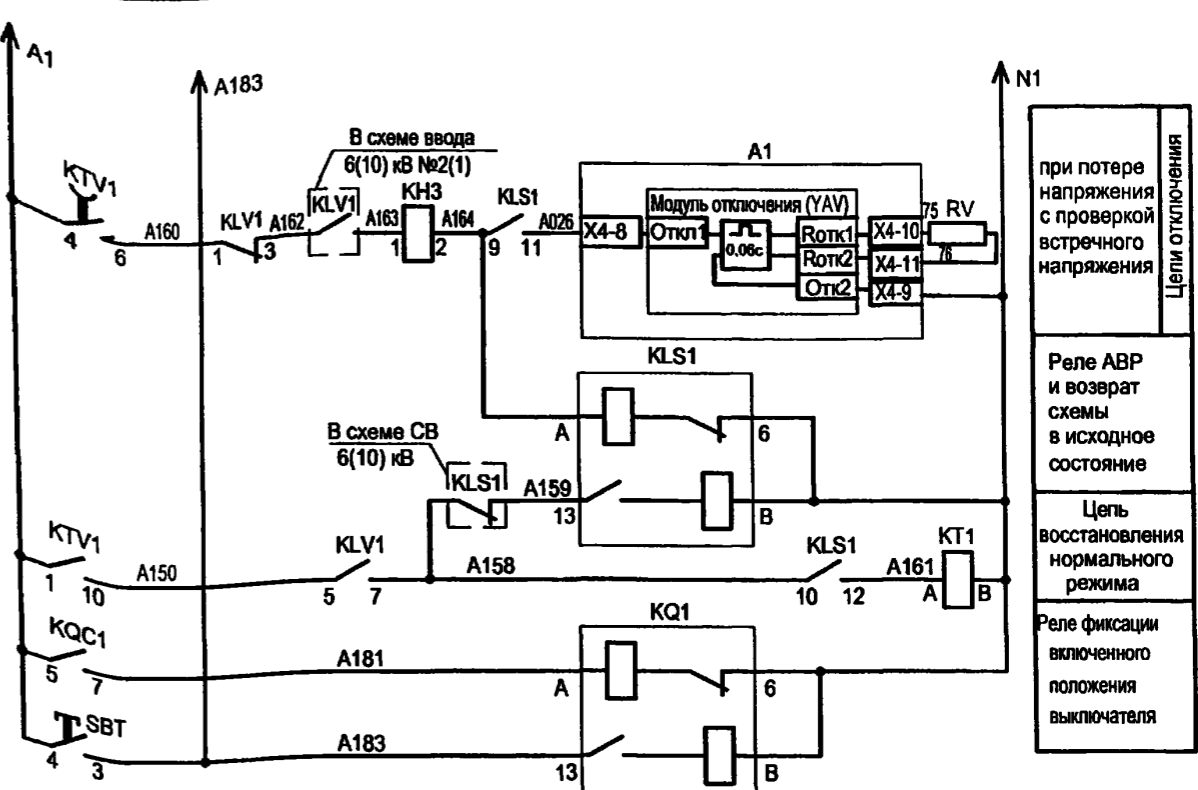 A1
A183
N1
В схеме ввода
6(10) кВ №2(1)
A1
KTV1
4
6
A160
KLV1
1
3
A162
KLV1
A163
КН3
1
2
A164
KLS1
9
11
A026
X4-8
Модуль отключения (YAV)
Откл1
0,06с
Rотк1
Rотк2
Отк2
X4-10
X4-11
X4-9
75
RV
76
при потере
напряжения
с проверкой
встречного
напряжения
Цепи отключения
KLS1
A
6
Реле АВР
и возврат
схемы
в исходное
состояние
В схеме СВ
6(10) кВ
KLS1
A159
13
B
Цепь
восстановления
нормального
режима
KTV1
1
10
A150
KLV1
5
7
A158
KLS1
10
12
A161
KT1
A
B
KQC1
5
7
A181
KQ1
A
6
Реле фиксации
включенного
положения
выключателя
SBT
4
3
A183
13
B